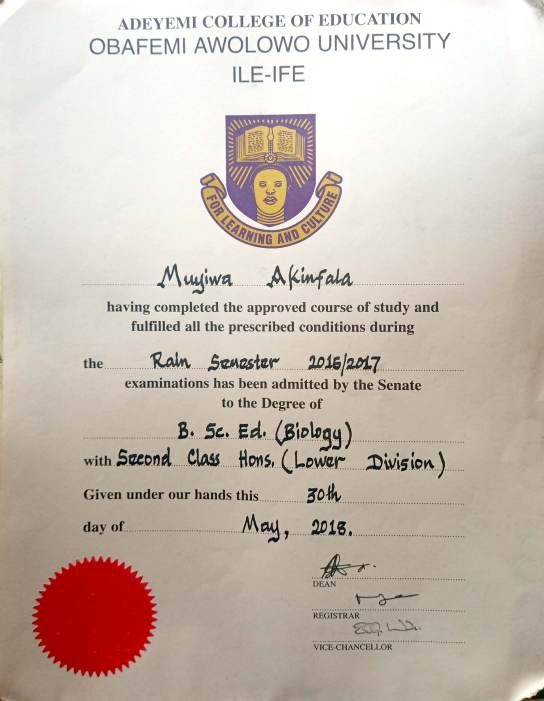 ADEYEMI COLLEGE OF EDUCATION
OBAFEMI AWOLOWO UNIVERSITY
ILE-IFE
FOR LEARNING AND CULTURE
Muyiwa Akinfala
having completed the approved course of study and
fulfilled all the prescribed conditions during
the Rain Semester 2016/2017
examinations has been admitted by the Senate
to the Degree of
B. Sc. Ed. (Biology)
with Second Class Hons. (Lower Division)
Given under our hands this 30th
day of May, 2018.
DEAN
REGISTRAR
VICE-CHANCELLOR